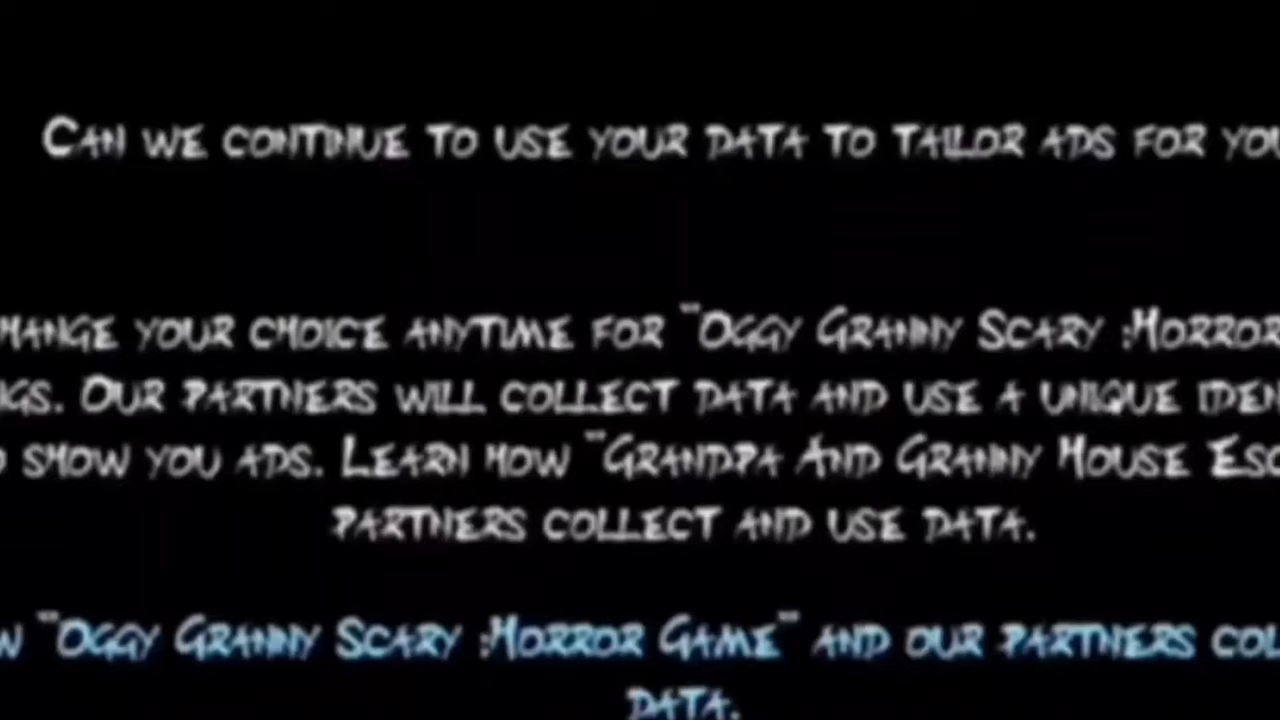 Can we continue to use your data to tailor ads for you
hange your choice anytime for "Oggy Granny Scary :Horror
ngs. Our partners will collect data and use a unique iden
o show you ads. Learn how "Grandpa And Granny House Esc
partners collect and use data.
w "Oggy Granny Scary :Horror Game" and our partners col
data.